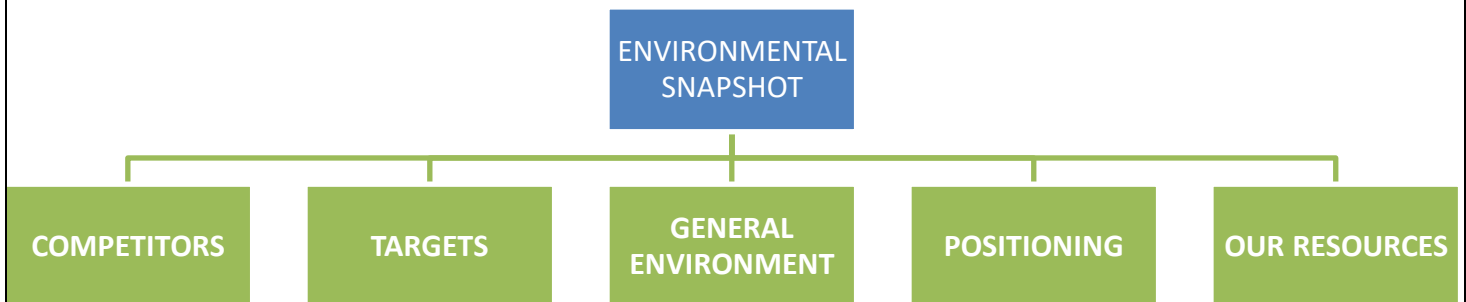 ENVIRONMENTAL
SNAPSHOT
COMPETITORS
TARGETS
GENERAL
ENVIRONMENT
POSITIONING
OUR RESOURCES